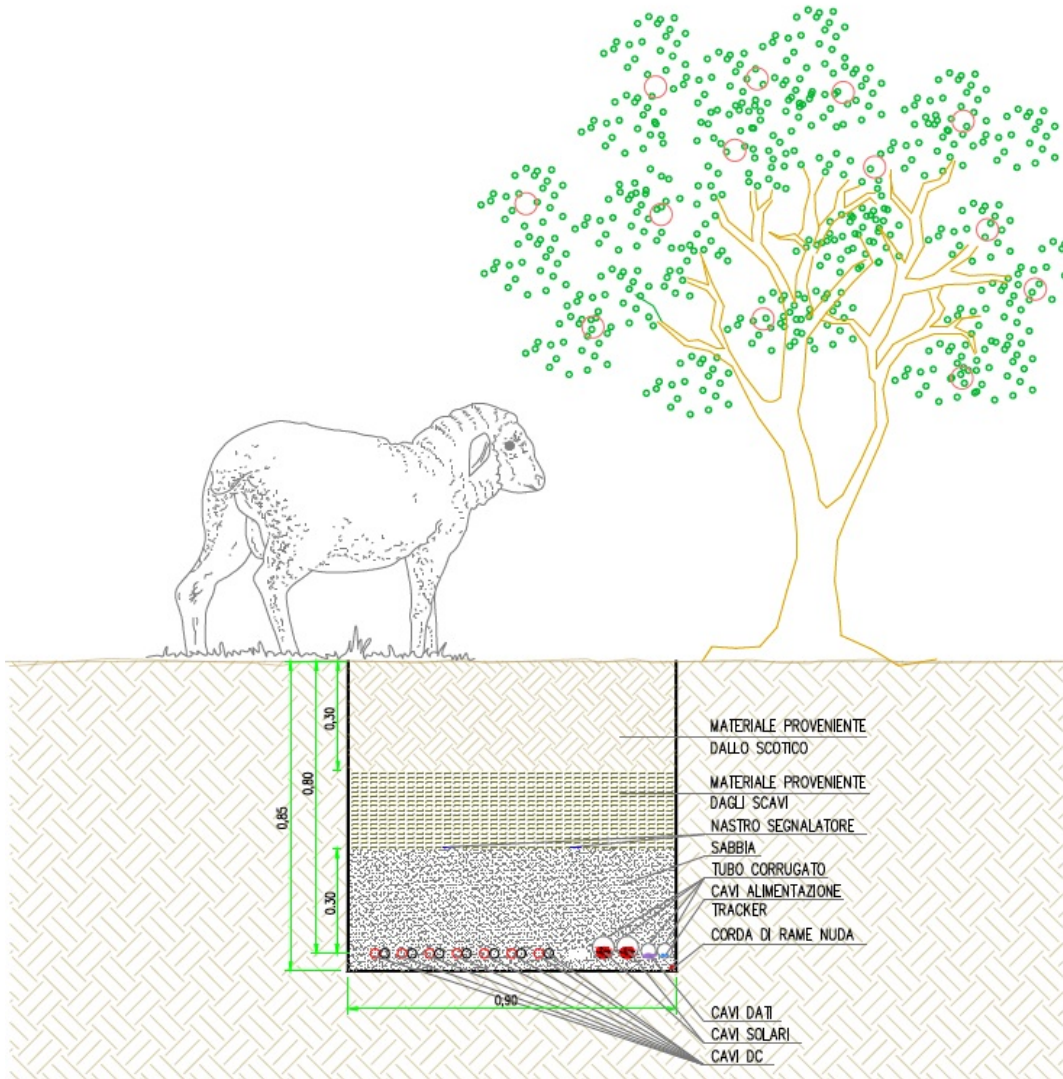 0,30
0,80
0,85
0,30
0,90
MATERIALE PROVENIENTE
DALLO SCOTICO
MATERIALE PROVENIENTE
DAGLI SCAVI
NASTRO SEGNALATORE
SABBIA
TUBO CORRUGATO
CAVI ALIMENTAZIONE
TRACKER
CORDA DI RAME NUDA
CAVI DATI
CAVI SOLARI
CAVI DC